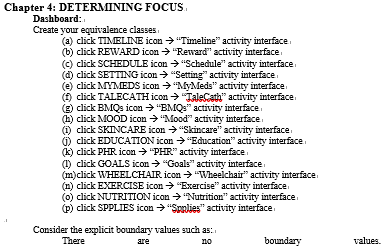 Chapter 4: DETERMINING FOCUS
Dashboard:
Create your equivalence classes
(a) click TIMELINE icon → “Timeline” activity interface
(b) click REWARD icon → “Reward” activity interface
(c) click SCHEDULE icon → “Schedule” activity interface
(d) click SETTING icon → “Setting” activity interface
(e) click MYMEDS icon → “MyMeds” activity interface
(f) click TALECATH icon → “TaleCath” activity interface
(g) click BMQs icon → “BMQs” activity interface
(h) click MOOD icon → “Mood” activity interface
(i) click SKINCARE icon → “Skincare” activity interface
(j) click EDUCATION icon → “Education” activity interface
(k) click PHR icon → “PHR” activity interface
(l) click GOALS icon → “Goals” activity interface
(m)click WHEELCHAIR icon → “Wheelchair” activity interface
(n) click EXERCISE icon → “Exercise” activity interface
(o) click NUTRITION icon → “Nutrition” activity interface
(p) click SPPLIES icon → “Spplies” activity interface
Consider the explicit boundary values such as:
There are no boundary values.